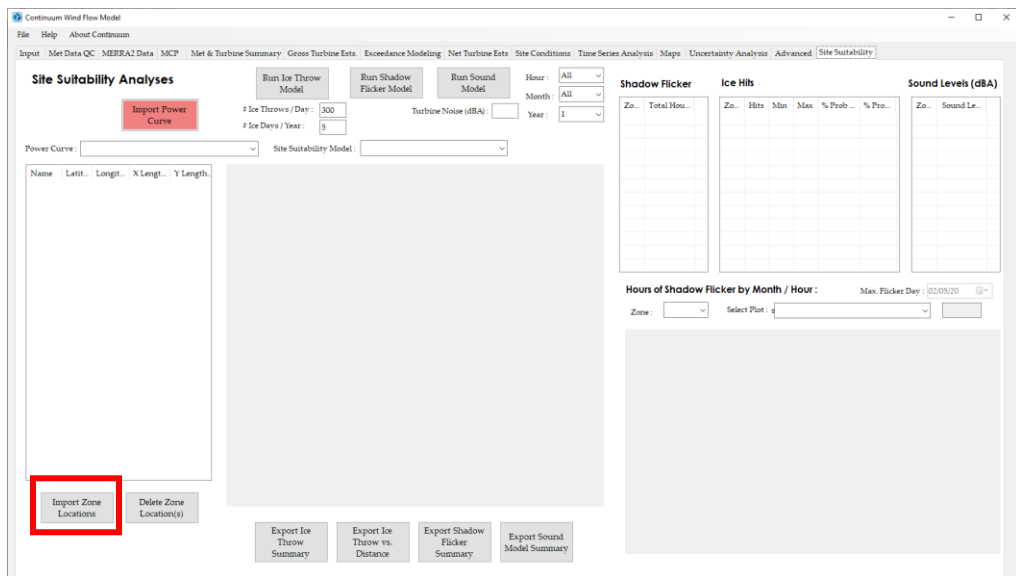 Continuum Wind Flow Model
File Help About Continuum
Input Met Data QC MERRA2 Data MCP Met & Turbine Summary Gross Turbine Ests. Exceedance Modeling Net Turbine Ests Site Conditions Time Series Analysis Maps Uncertainty Analysis Advanced Site Suitability
Site Suitability Analyses
Import Power
Curve
Run Ice Throw
Model
Run Shadow
Flicker Model
Run Sound
Model
Hour : All
Month : All
Year : 1
# Ice Throws / Day : 300
# Ice Days / Year : 5
Turbine Noise (dBA) :
Power Curve :
Site Suitability Model :
Name Latit... Longit... X Lengt... Y Length..
Import Zone
Locations
Delete Zone
Location(s)
Export Ice
Throw
Summary
Export Ice
Throw vs.
Distance
Export Shadow
Flicker
Summary
Export Sound
Model Summary
Shadow Flicker
Zo... Total Hou...
Ice Hits
Zo... Hits Min Max % Prob ... % Pro...
Sound Levels (dBA)
Zo... Sound Le...
Hours of Shadow Flicker by Month / Hour :
Max. Flicker Day : 02/05/20
Zone :
Select Plot : s